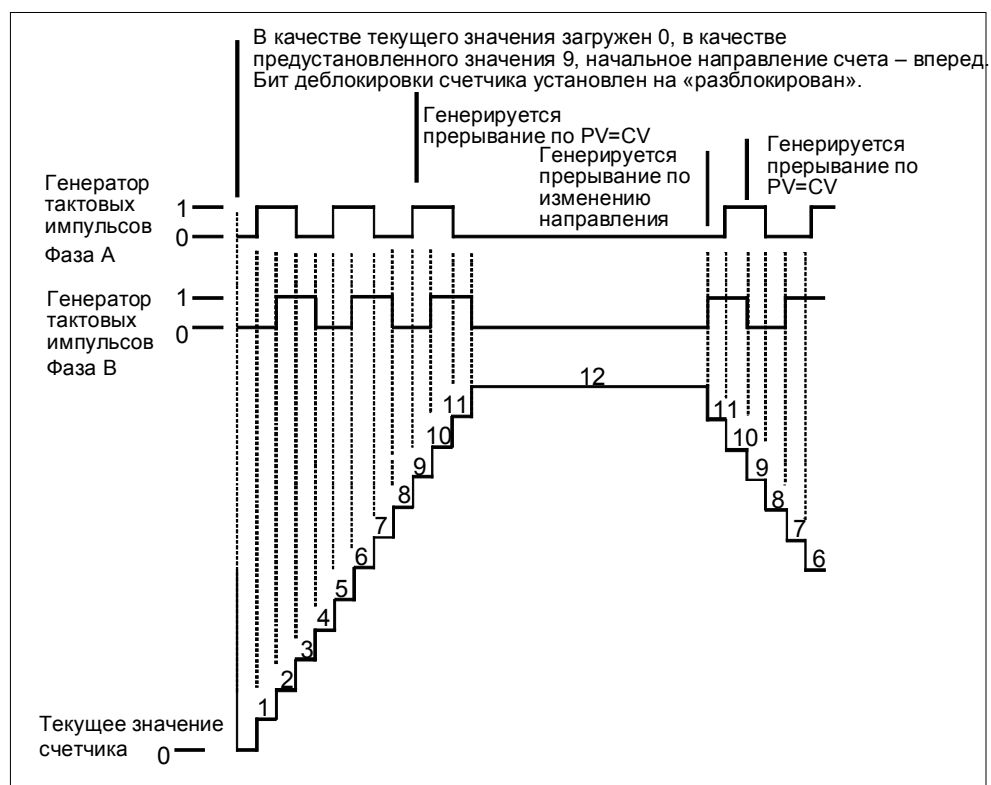 В качестве текущего значения загружен 0, в качестве
предустановленного значения 9, начальное направление счета – вперед.
Бит деблокировки счетчика установлен на «разблокирован».
Генерируется
прерывание по PV=CV
Генерируется
прерывание по
изменению
направления
Генерируется
прерывание по
PV=CV
Генератор
тактовых
импульсов
Фаза А
1
0
Генератор
тактовых
импульсов
Фаза В
1
0
12
11
10
9
8
7
6
5
4
3
2
1
11
10
9
8
7
6
Текущее значение
счетчика
0